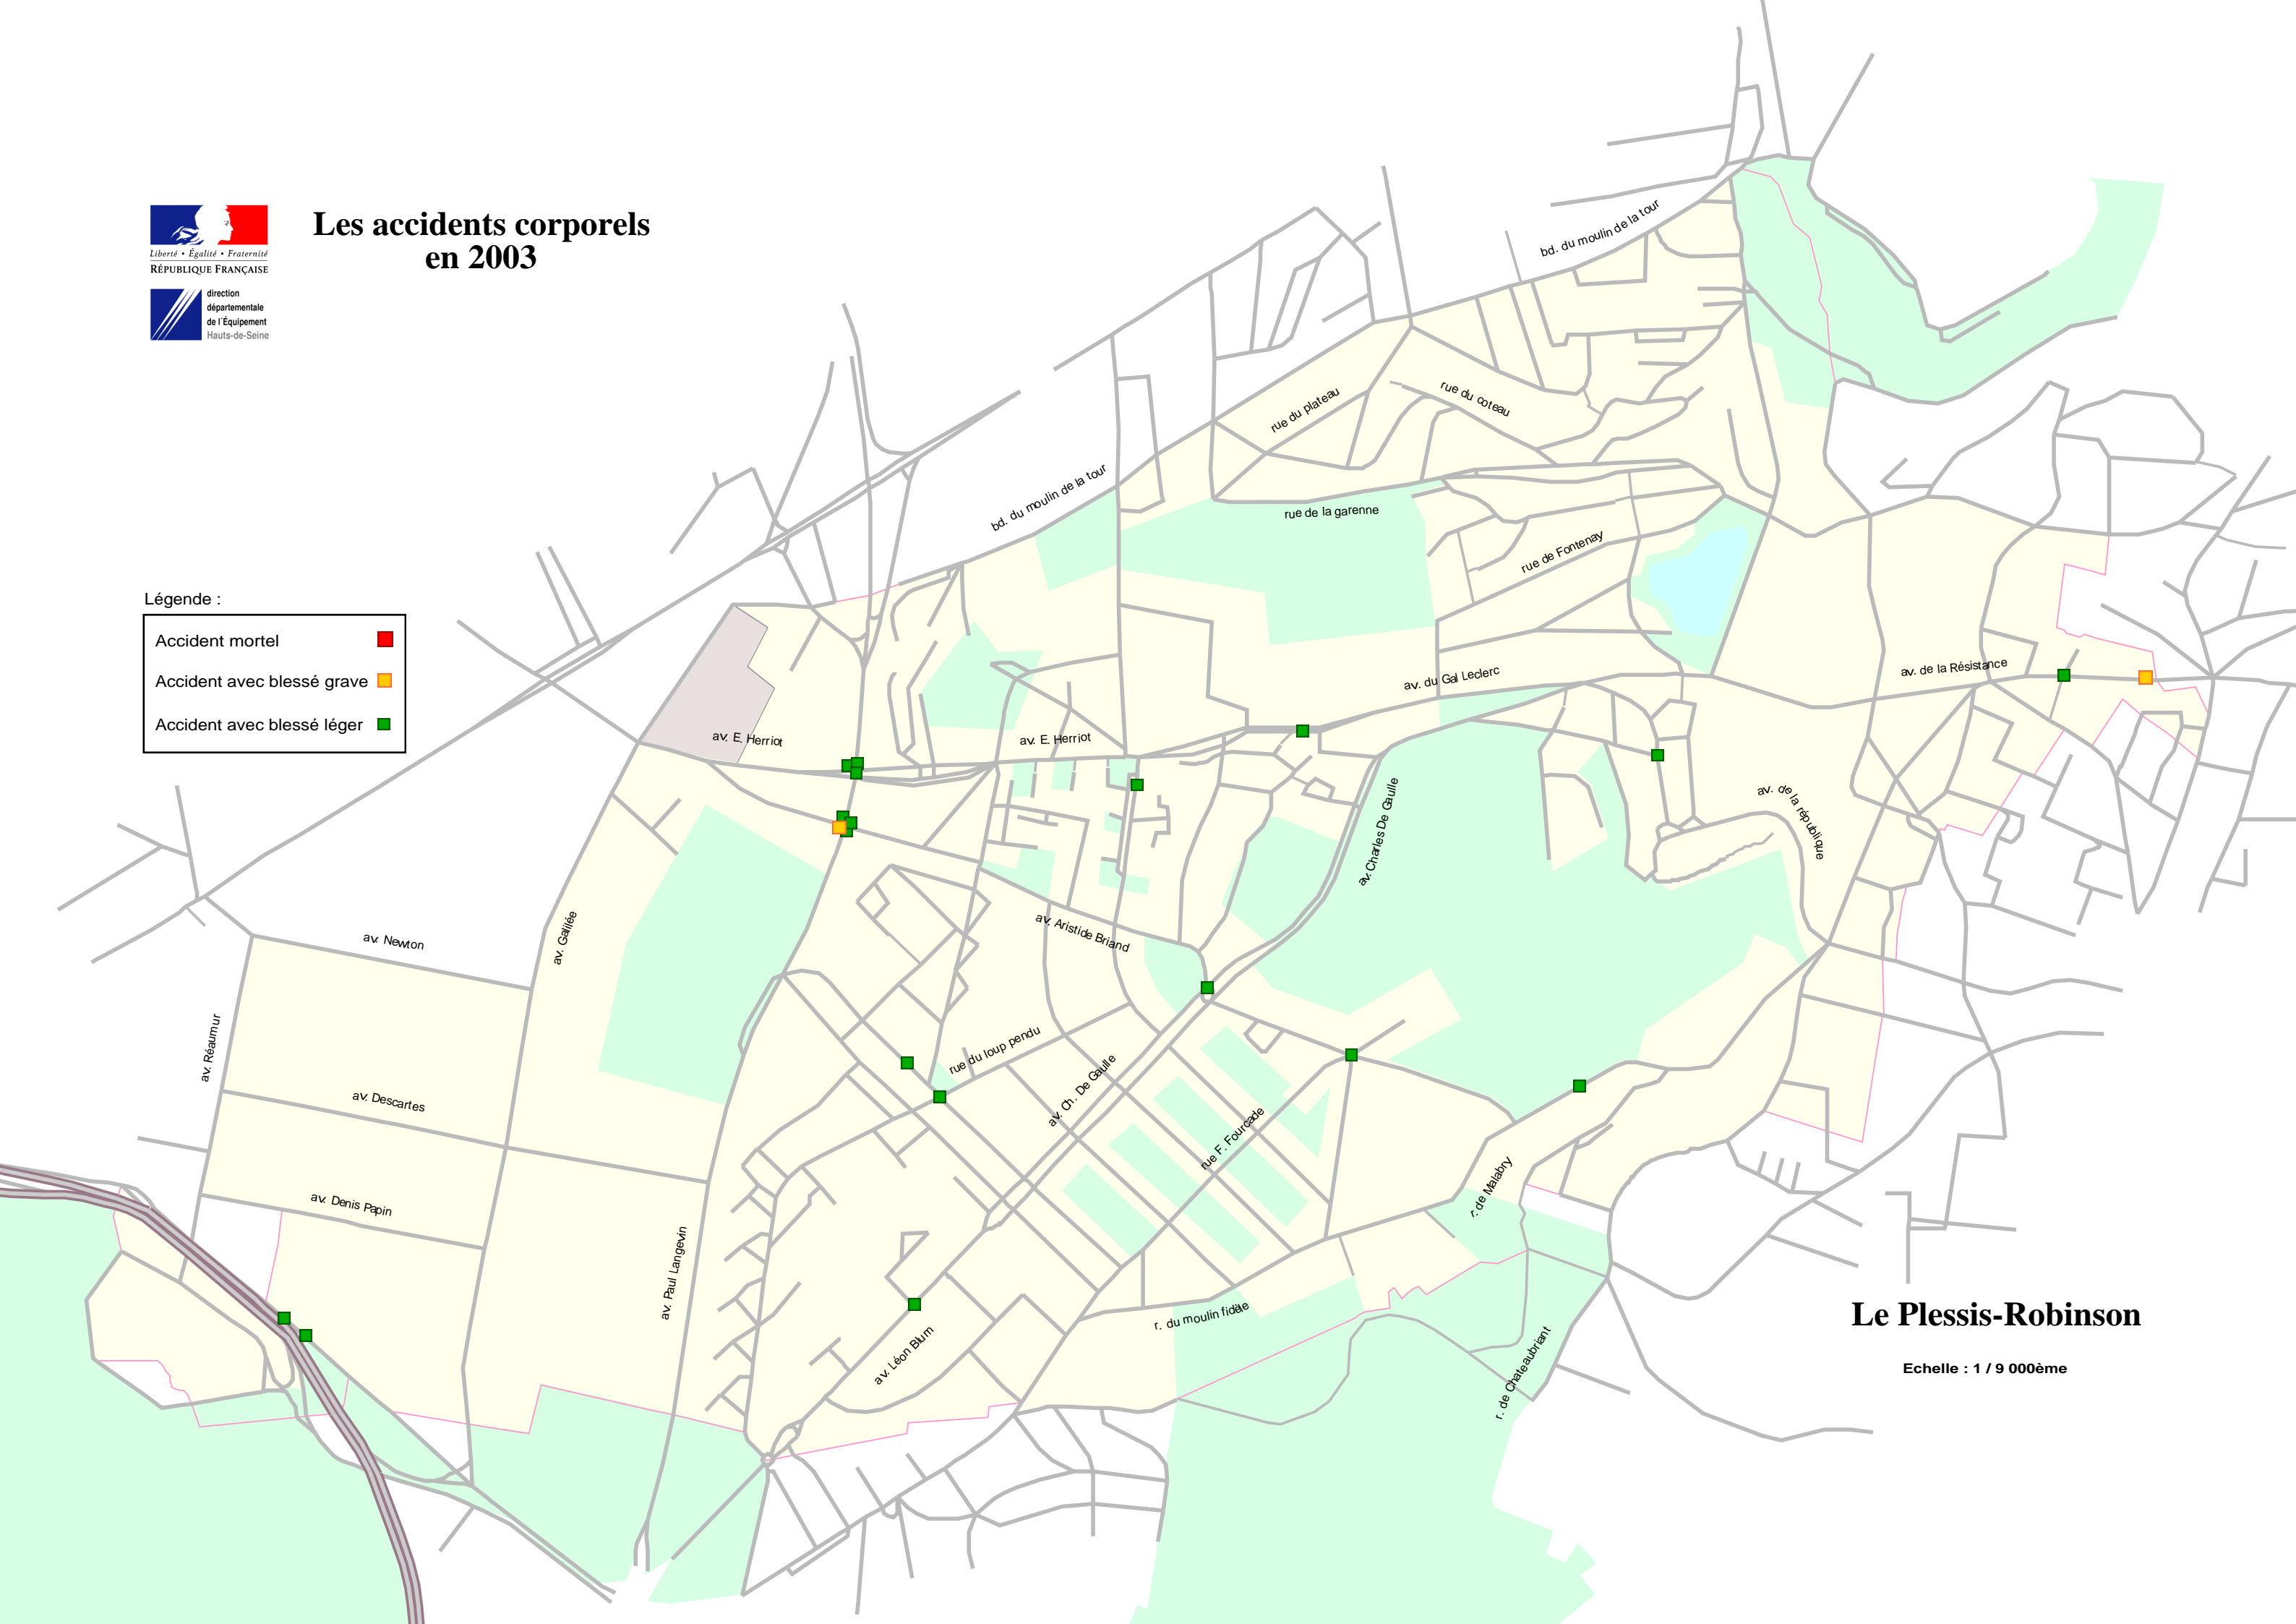 Les accidents corporels
en 2003
Liberté • Égalité • Fraternité
RÉPUBLIQUE FRANÇAISE
direction
départementale
de l'Équipement
Hauts-de-Seine
Légende :
Accident mortel
Accident avec blessé grave
Accident avec blessé léger
bd. du moulin de la tour
rue du plateau
rue du coteau
bd. du moulin de la tour
rue de la garenne
rue de Fontenay
av. du Gal Leclerc
av. de la Résistance
av. E. Herriot
av. E. Herriot
av. de la république
av. Charles De Gaulle
av. Galilée
av. Newton
av. Aristide Briand
av. Réaumur
rue du loup pendu
av. Ch. De Gaulle
av. Descartes
rue F. Fourcade
r. de Malabry
av. Denis Papin
av. Paul Langevin
r. du moulin fidèle
av. Léon Blum
r. de Chateaubriant
Le Plessis-Robinson
Echelle : 1 / 9 000ème